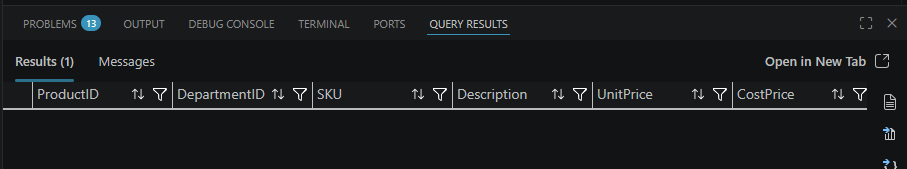 PROBLEMS 13 OUTPUT DEBUG CONSOLE TERMINAL PORTS QUERY RESULTS
Results (1) Messages Open in New Tab
ProductID DepartmentID SKU Description UnitPrice CostPrice